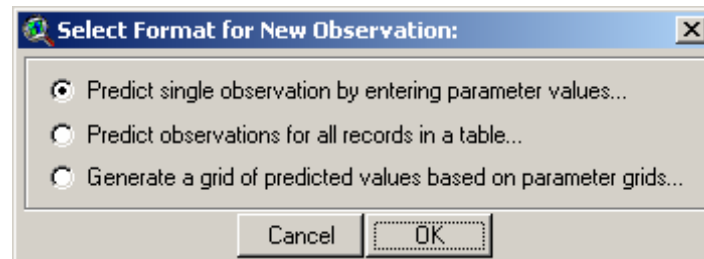 Select Format for New Observation:
Predict single observation by entering parameter values...
Predict observations for all records in a table...
Generate a grid of predicted values based on parameter grids...
Cancel OK